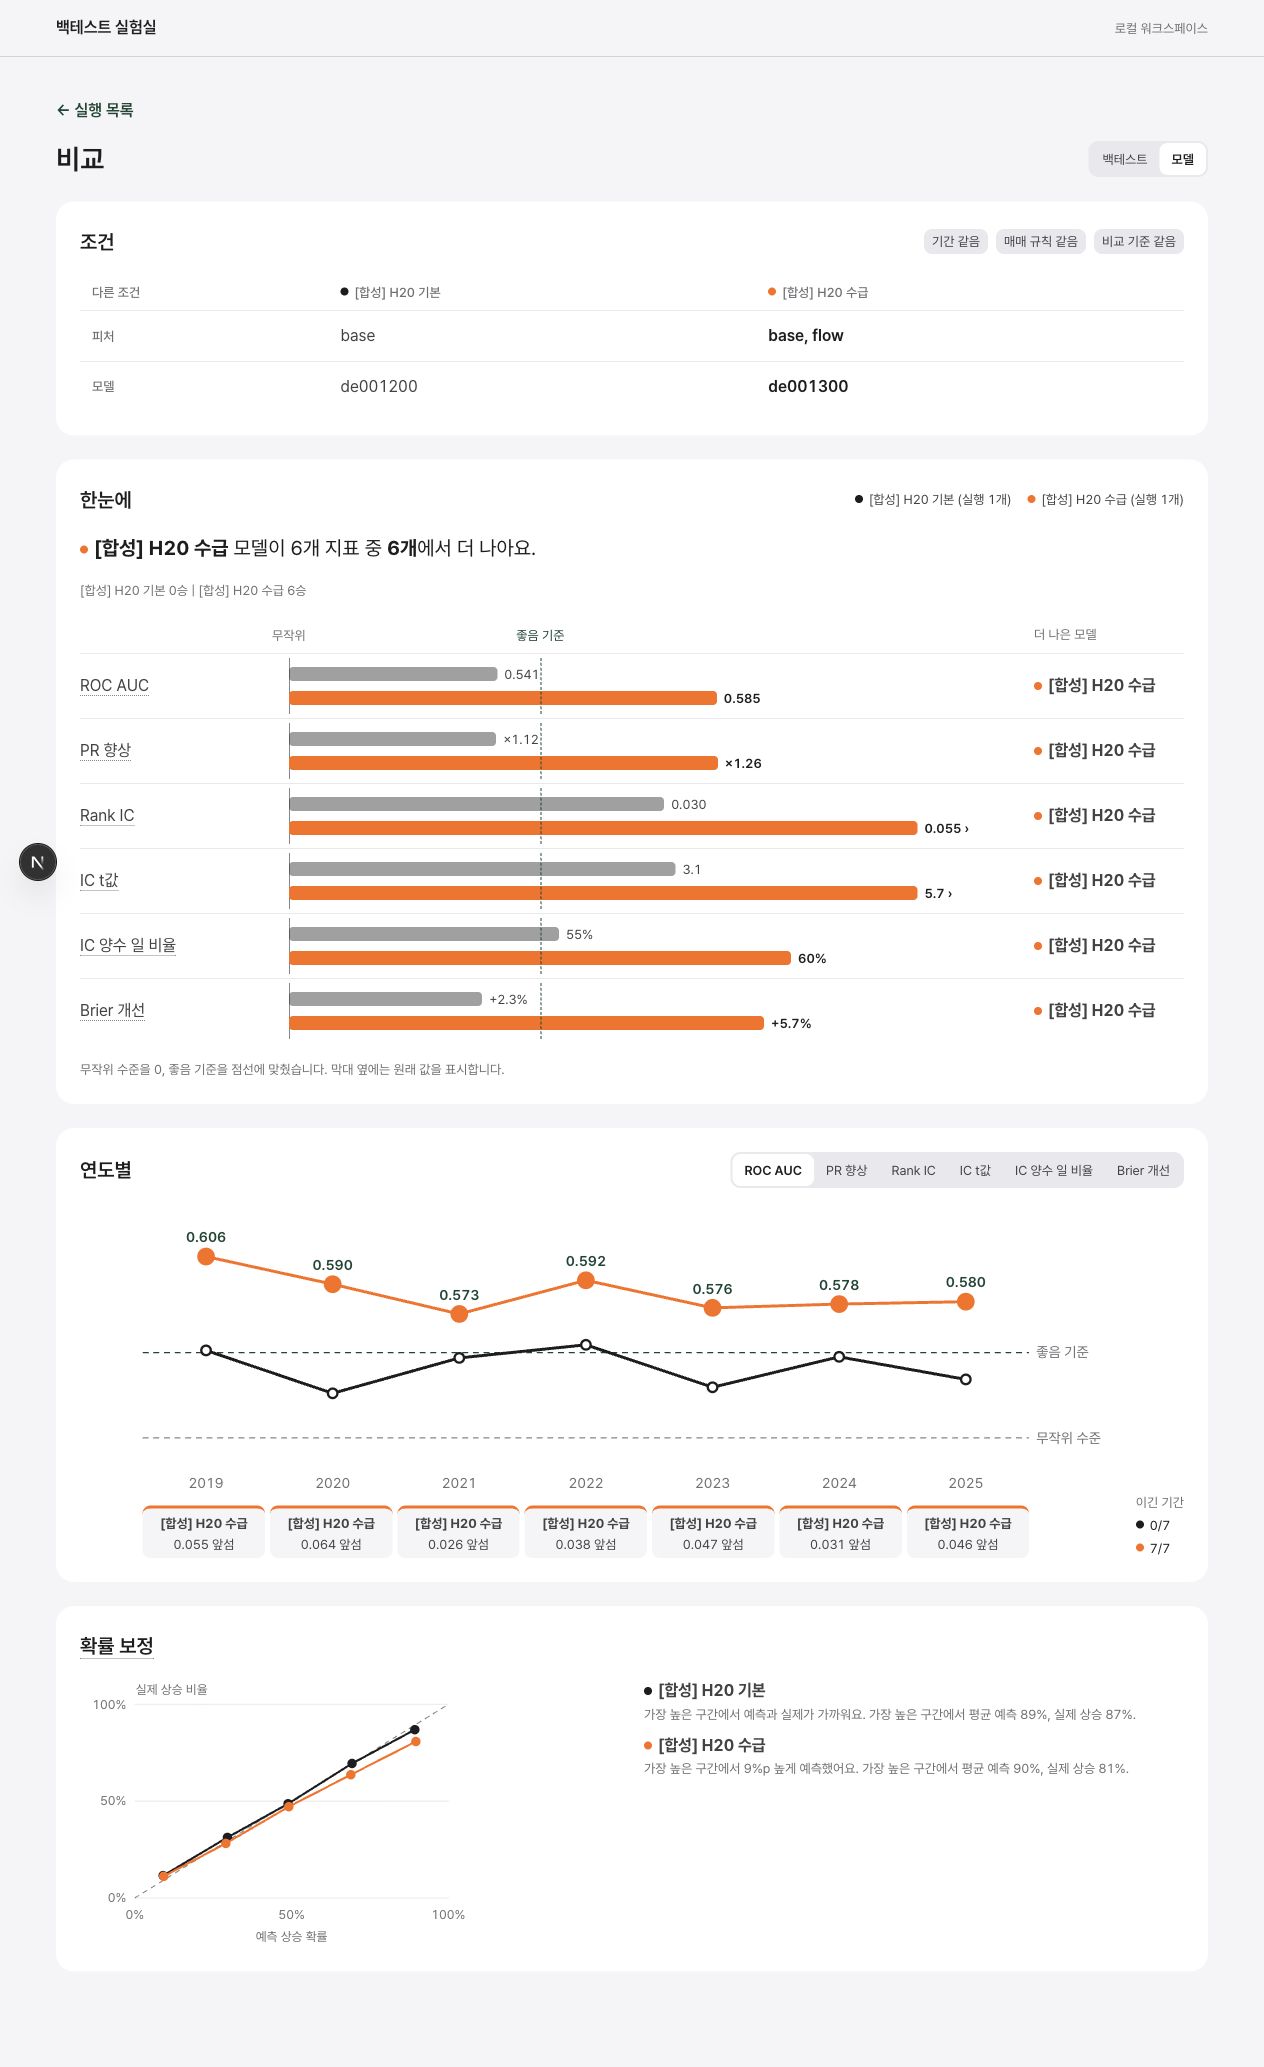 백테스트 실험실
로컬 워크스페이스
← 실행 목록
비교
백테스트 모델
조건
기간 같음 매매 규칙 같음 비교 기준 같음
다른 조건 [합성] H20 기본 [합성] H20 수급
피처 base base, flow
모델 de001200 de001300
한눈에
[합성] H20 기본 (실행 1개) [합성] H20 수급 (실행 1개)
[합성] H20 수급 모델이 6개 지표 중 6개에서 더 나아요.
[합성] H20 기본 0승 | [합성] H20 수급 6승
무작위 좋음 기준 더 나은 모델
ROC AUC 0.541 0.585 [합성] H20 수급
PR 향상 ×1.12 ×1.26 [합성] H20 수급
Rank IC 0.030 0.055 › [합성] H20 수급
IC t값 3.1 5.7 › [합성] H20 수급
IC 양수 일 비율 55% 60% [합성] H20 수급
Brier 개선 +2.3% +5.7% [합성] H20 수급
무작위 수준을 0, 좋음 기준을 점선에 맞췄습니다. 막대 옆에는 원래 값을 표시합니다.
연도별
ROC AUC PR 향상 Rank IC IC t값 IC 양수 일 비율 Brier 개선
0.606 0.590 0.573 0.592 0.576 0.578 0.580
좋음 기준
무작위 수준
2019 2020 2021 2022 2023 2024 2025
[합성] H20 수급 [합성] H20 수급 [합성] H20 수급 [합성] H20 수급 [합성] H20 수급 [합성] H20 수급 [합성] H20 수급
0.055 앞섬 0.064 앞섬 0.026 앞섬 0.038 앞섬 0.047 앞섬 0.031 앞섬 0.046 앞섬
이긴 기간
0/7
7/7
확률 보정
실제 상승 비율
100%
50%
0%
0% 50% 100%
예측 상승 확률
[합성] H20 기본
가장 높은 구간에서 예측과 실제가 가까워요. 가장 높은 구간에서 평균 예측 89%, 실제 상승 87%.
[합성] H20 수급
가장 높은 구간에서 9%p 높게 예측했어요. 가장 높은 구간에서 평균 예측 90%, 실제 상승 81%.
N